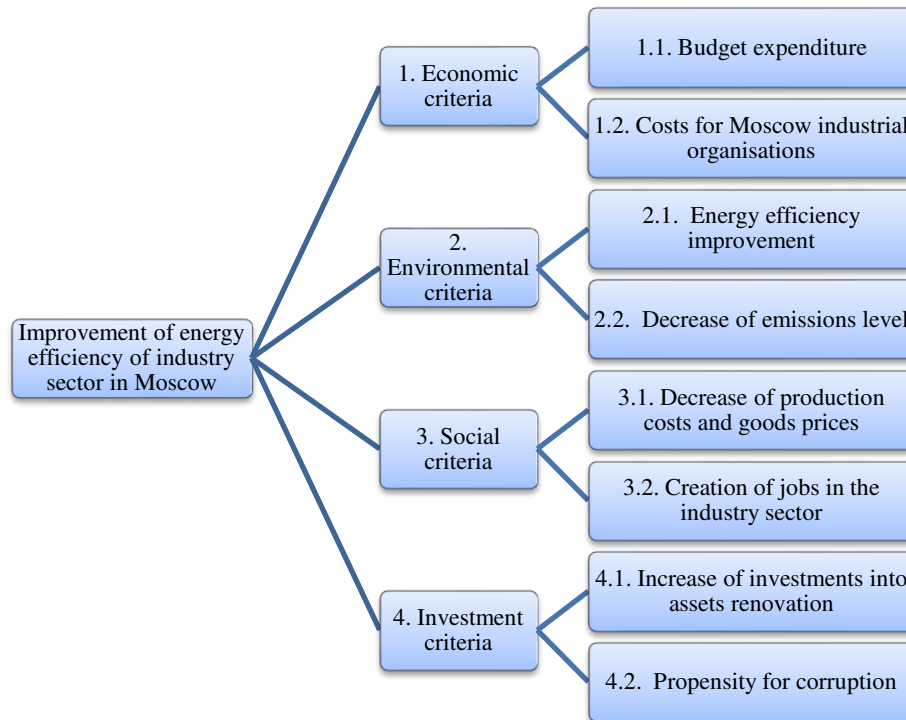 Improvement of energy
efficiency of industry
sector in Moscow
1. Economic
criteria
1.1. Budget expenditure
1.2. Costs for Moscow industrial
organisations
2.
Environmental
criteria
2.1. Energy efficiency
improvement
2.2. Decrease of emissions level
3. Social
criteria
3.1. Decrease of production
costs and goods prices
3.2. Creation of jobs in the
industry sector
4. Investment
criteria
4.1. Increase of investments into
assets renovation
4.2. Propensity for corruption